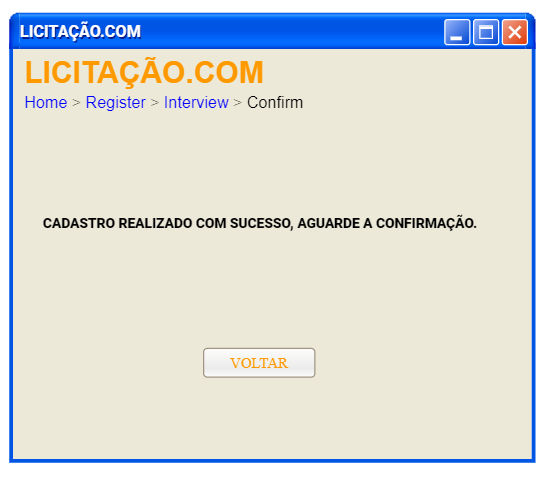 LICITAÇÃO.COM
LICITAÇÃO.COM
Home > Register > Interview > Confirm
CADASTRO REALIZADO COM SUCESSO, AGUARDE A CONFIRMAÇÃO.
VOLTAR